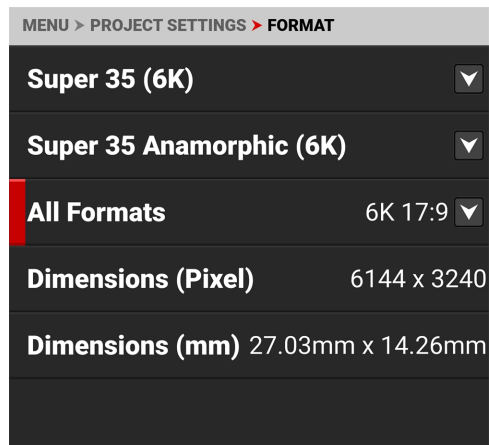 MENU > PROJECT SETTINGS > FORMAT
Super 35 (6K)
Super 35 Anamorphic (6K)
All Formats 6K 17:9
Dimensions (Pixel) 6144 x 3240
Dimensions (mm) 27.03mm x 14.26mm